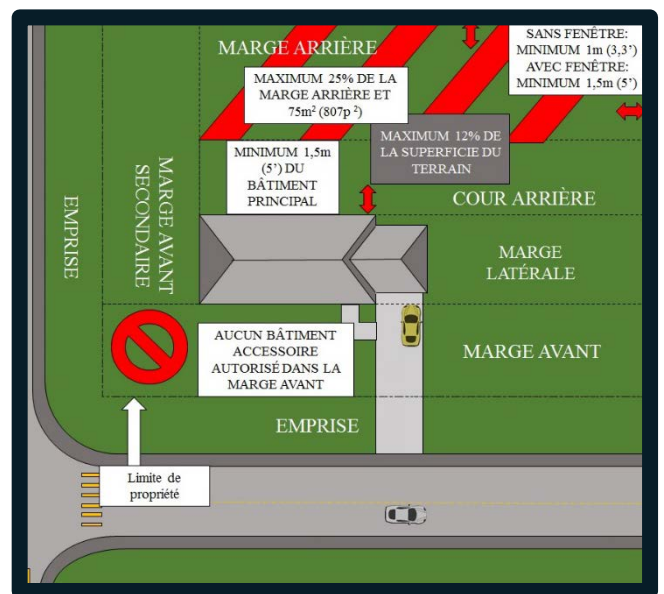 MARGE ARRIÈRE
SANS FENÊTRE:
MINIMUM 1m (3,3')
AVEC FENÊTRE:
MINIMUM 1,5m (5')
MAXIMUM 25% DE LA
MARGE ARRIÈRE ET
75m² (807p ²)
MAXIMUM 12% DE
LA SUPERFICIE DU
TERRAIN
MINIMUM 1,5m
(5') DU
BÂTIMENT
PRINCIPAL
MARGE AVANT
SECONDAIRE
EMPRISE
COUR ARRIÈRE
MARGE
LATÉRALE
AUCUN BÂTIMENT
ACCESSOIRE
AUTORISÉ DANS LA
MARGE AVANT
MARGE AVANT
EMPRISE
Limite de
propriété